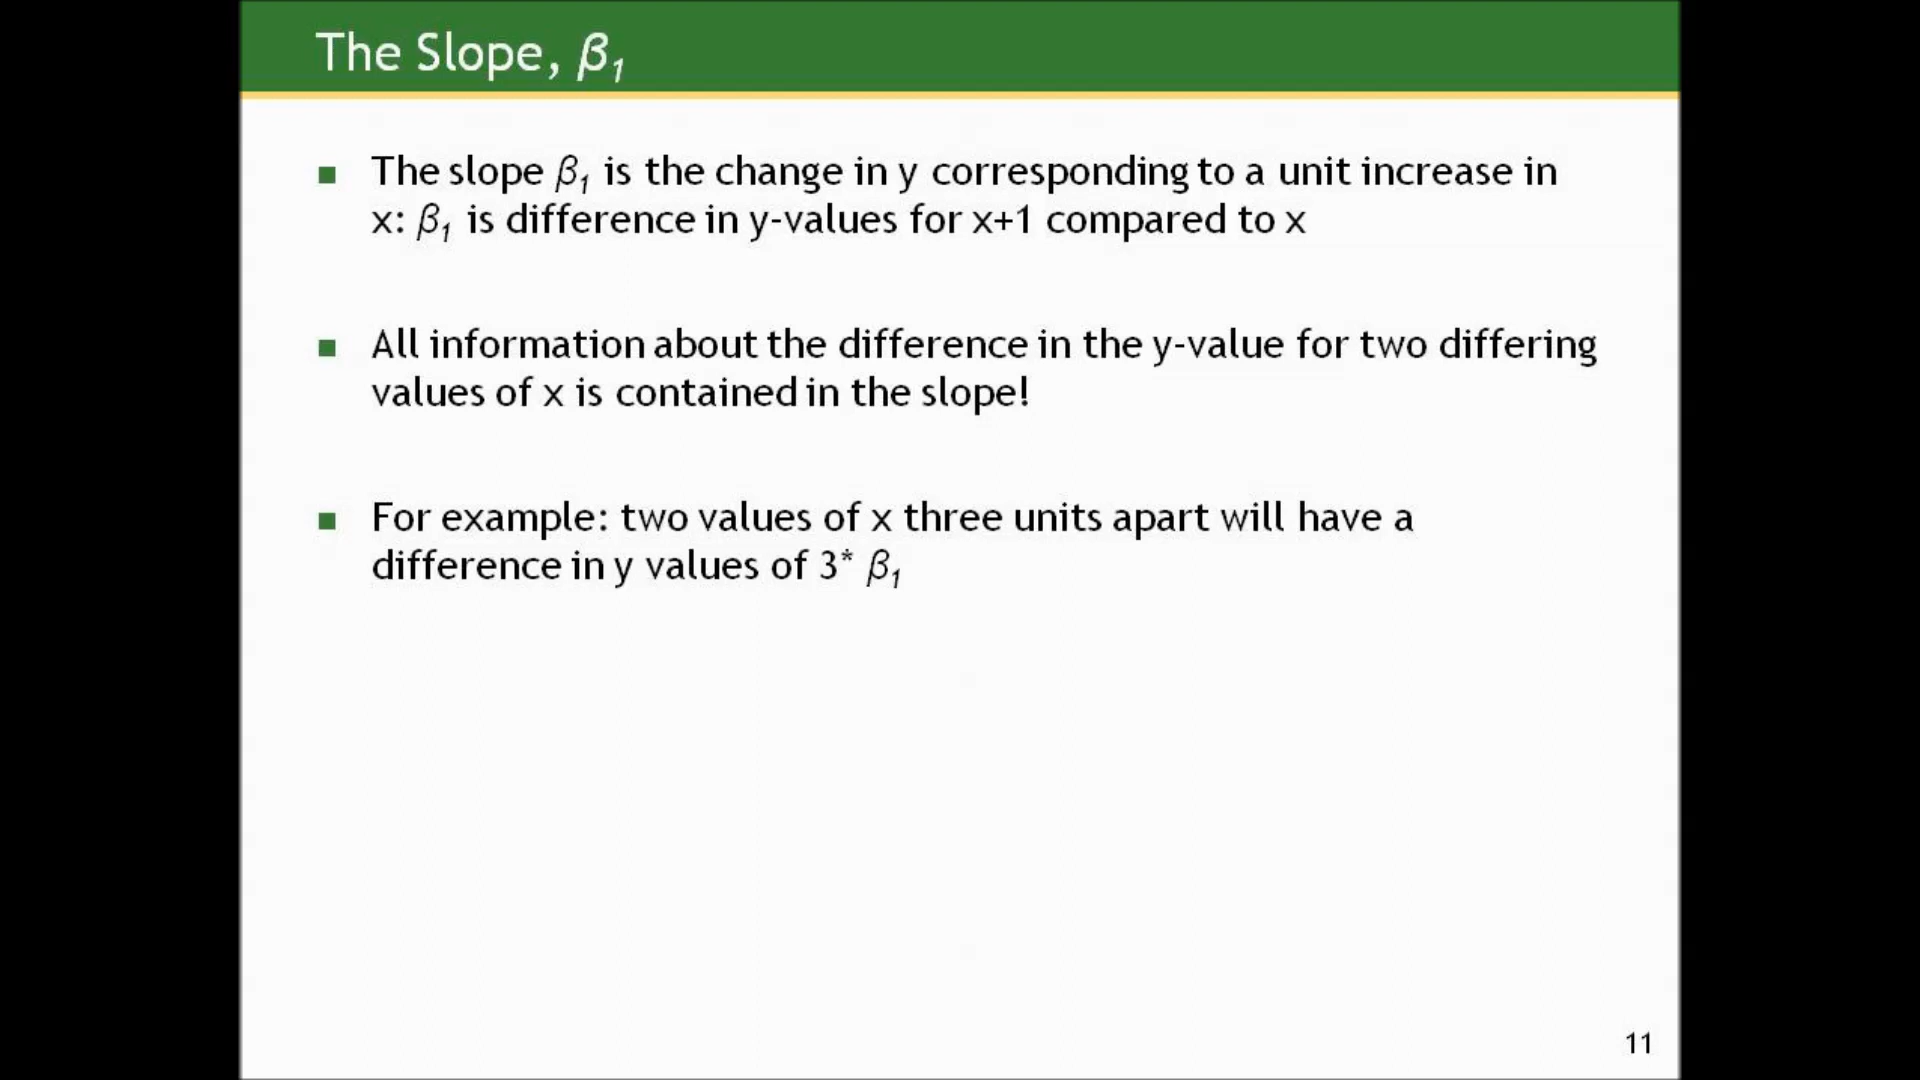 The Slope, β₁
▪ The slope β₁ is the change in y corresponding to a unit increase in
x: β₁ is difference in y-values for x+1 compared to x
▪ All information about the difference in the y-value for two differing
values of x is contained in the slope!
▪ For example: two values of x three units apart will have a
difference in y values of 3* β₁
11